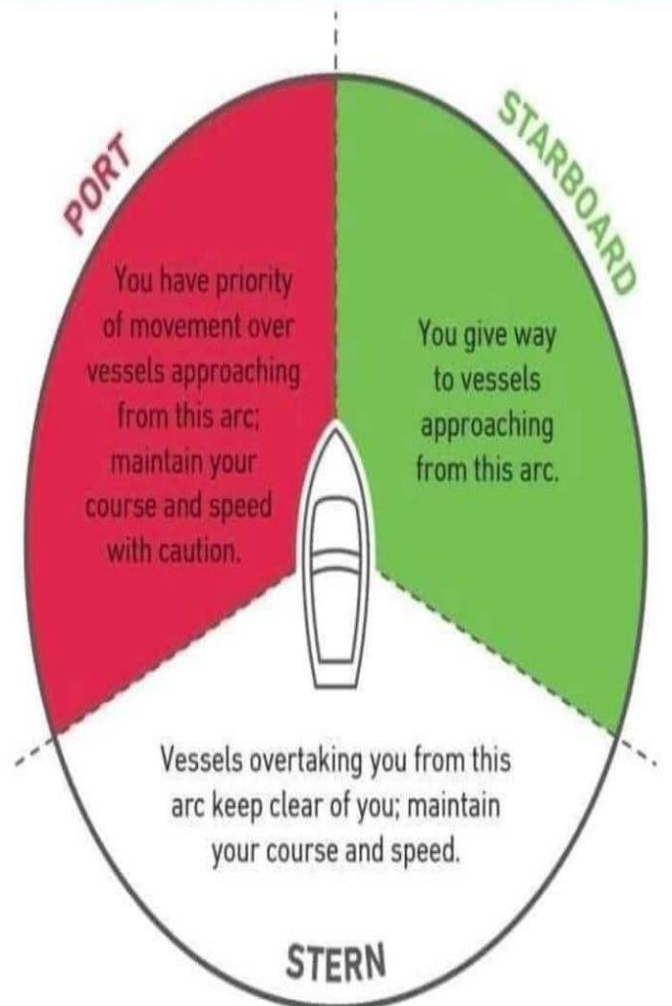 PORT
STARBOARD
You have priority
of movement over
vessels approaching
from this arc;
maintain your
course and speed
with caution.
You give way
to vessels
approaching
from this arc.
Vessels overtaking you from this
arc keep clear of you; maintain
your course and speed.
STERN